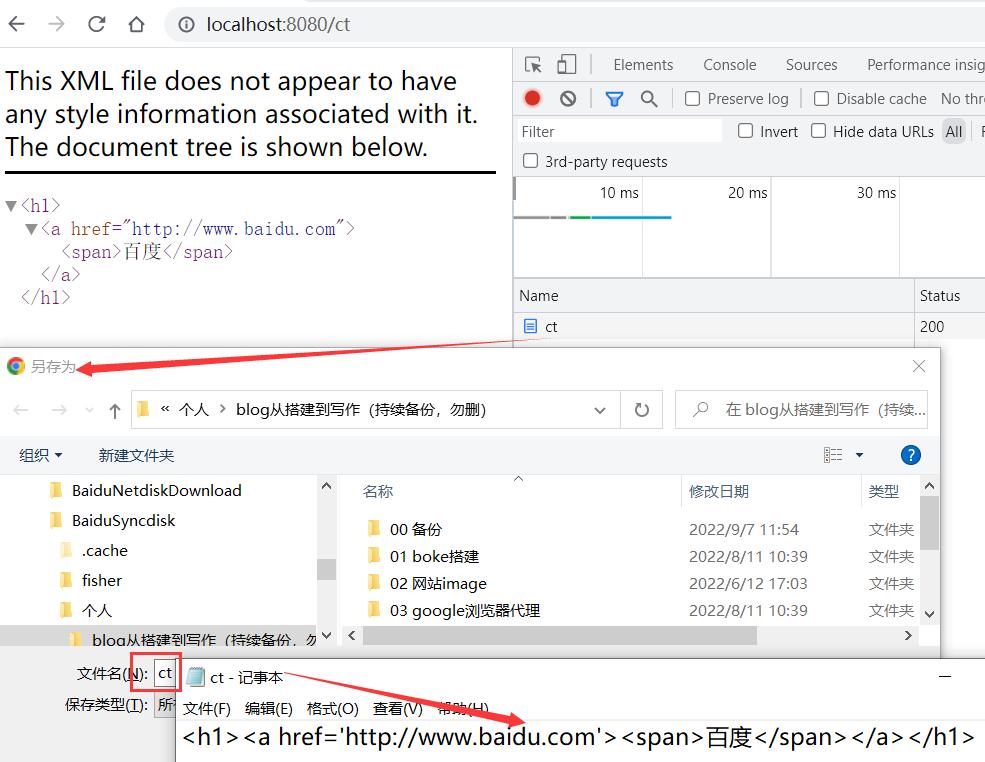 localhost:8080/ct
This XML file does not appear to have
any style information associated with it.
The document tree is shown below.
▼<h1>
▼<a href="http://www.baidu.com">
<span>百度</span>
</a>
</h1>
Elements Console Sources Performance insig
Preserve log Disable cache No thr
Filter Invert Hide data URLs All
3rd-party requests
10 ms 20 ms 30 ms
Name Status
ct 200
另存为
« 个人 > blog从搭建到写作（持续备份，勿删）
在 blog从搭建到写作（持续...
组织 新建文件夹
BaiduNetdiskDownload
BaiduSyncdisk
.cache
fisher
个人
blog从搭建到写作（持续备份，勿
名称 修改日期 类型
00 备份 2022/9/7 11:54 文件夹
01 boke搭建 2022/8/11 10:39 文件夹
02 网站image 2022/6/12 17:03 文件夹
03 google浏览器代理 2022/8/11 10:39 文件夹
文件名(N): ct
保存类型(T): 所
ct - 记事本
文件(F) 编辑(E) 格式(O) 查看(V) 帮助(H)
<h1><a href='http://www.baidu.com'><span>百度</span></a></h1>